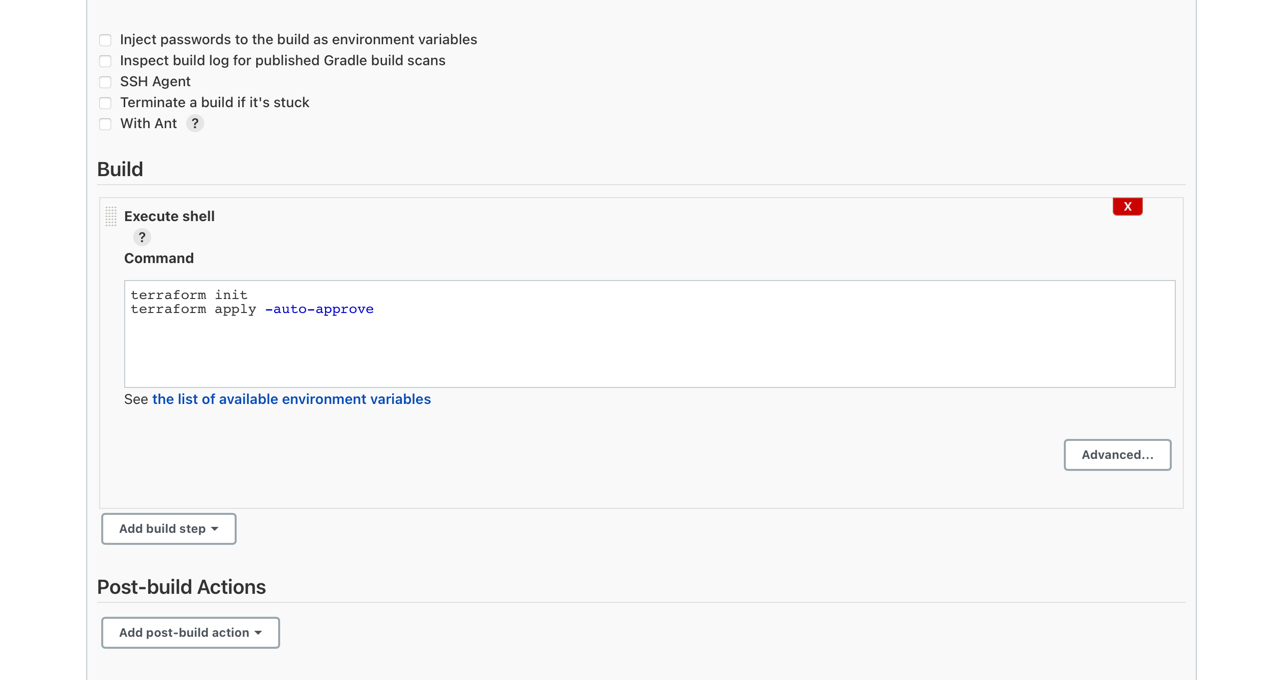 Inject passwords to the build as environment variables
Inspect build log for published Gradle build scans
SSH Agent
Terminate a build if it's stuck
With Ant ?
Build
Execute shell
X
?
Command
terraform init
terraform apply -auto-approve
See the list of available environment variables
Advanced...
Add build step
Post-build Actions
Add post-build action